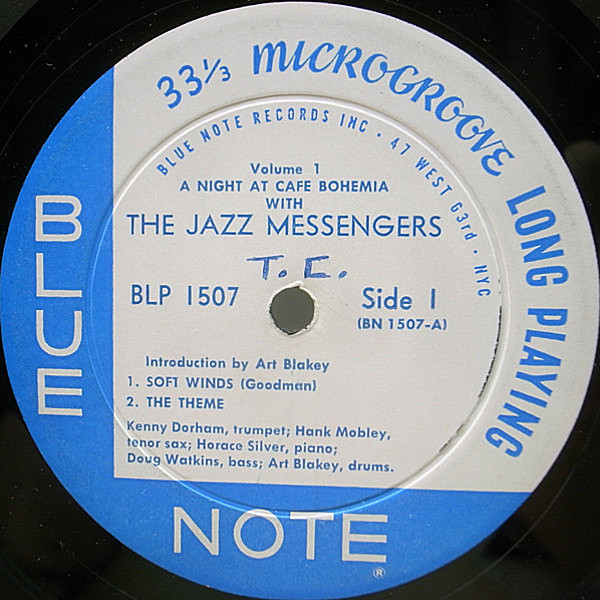 33⅓ MICROGROOVE LONG PLAYING
BLUE NOTE RECORDS INC · 47 WEST 63rd · NYC
Volume 1
A NIGHT AT CAFE BOHEMIA
WITH
THE JAZZ MESSENGERS
T. E.
BLP 1507
Side 1
(BN 1507-A)
Introduction by Art Blakey
1. SOFT WINDS (Goodman)
2. THE THEME
Kenny Dorham, trumpet; Hank Mobley,
tenor sax; Horace Silver, piano;
Doug Watkins, bass; Art Blakey, drums.
BLUE
NOTE
®